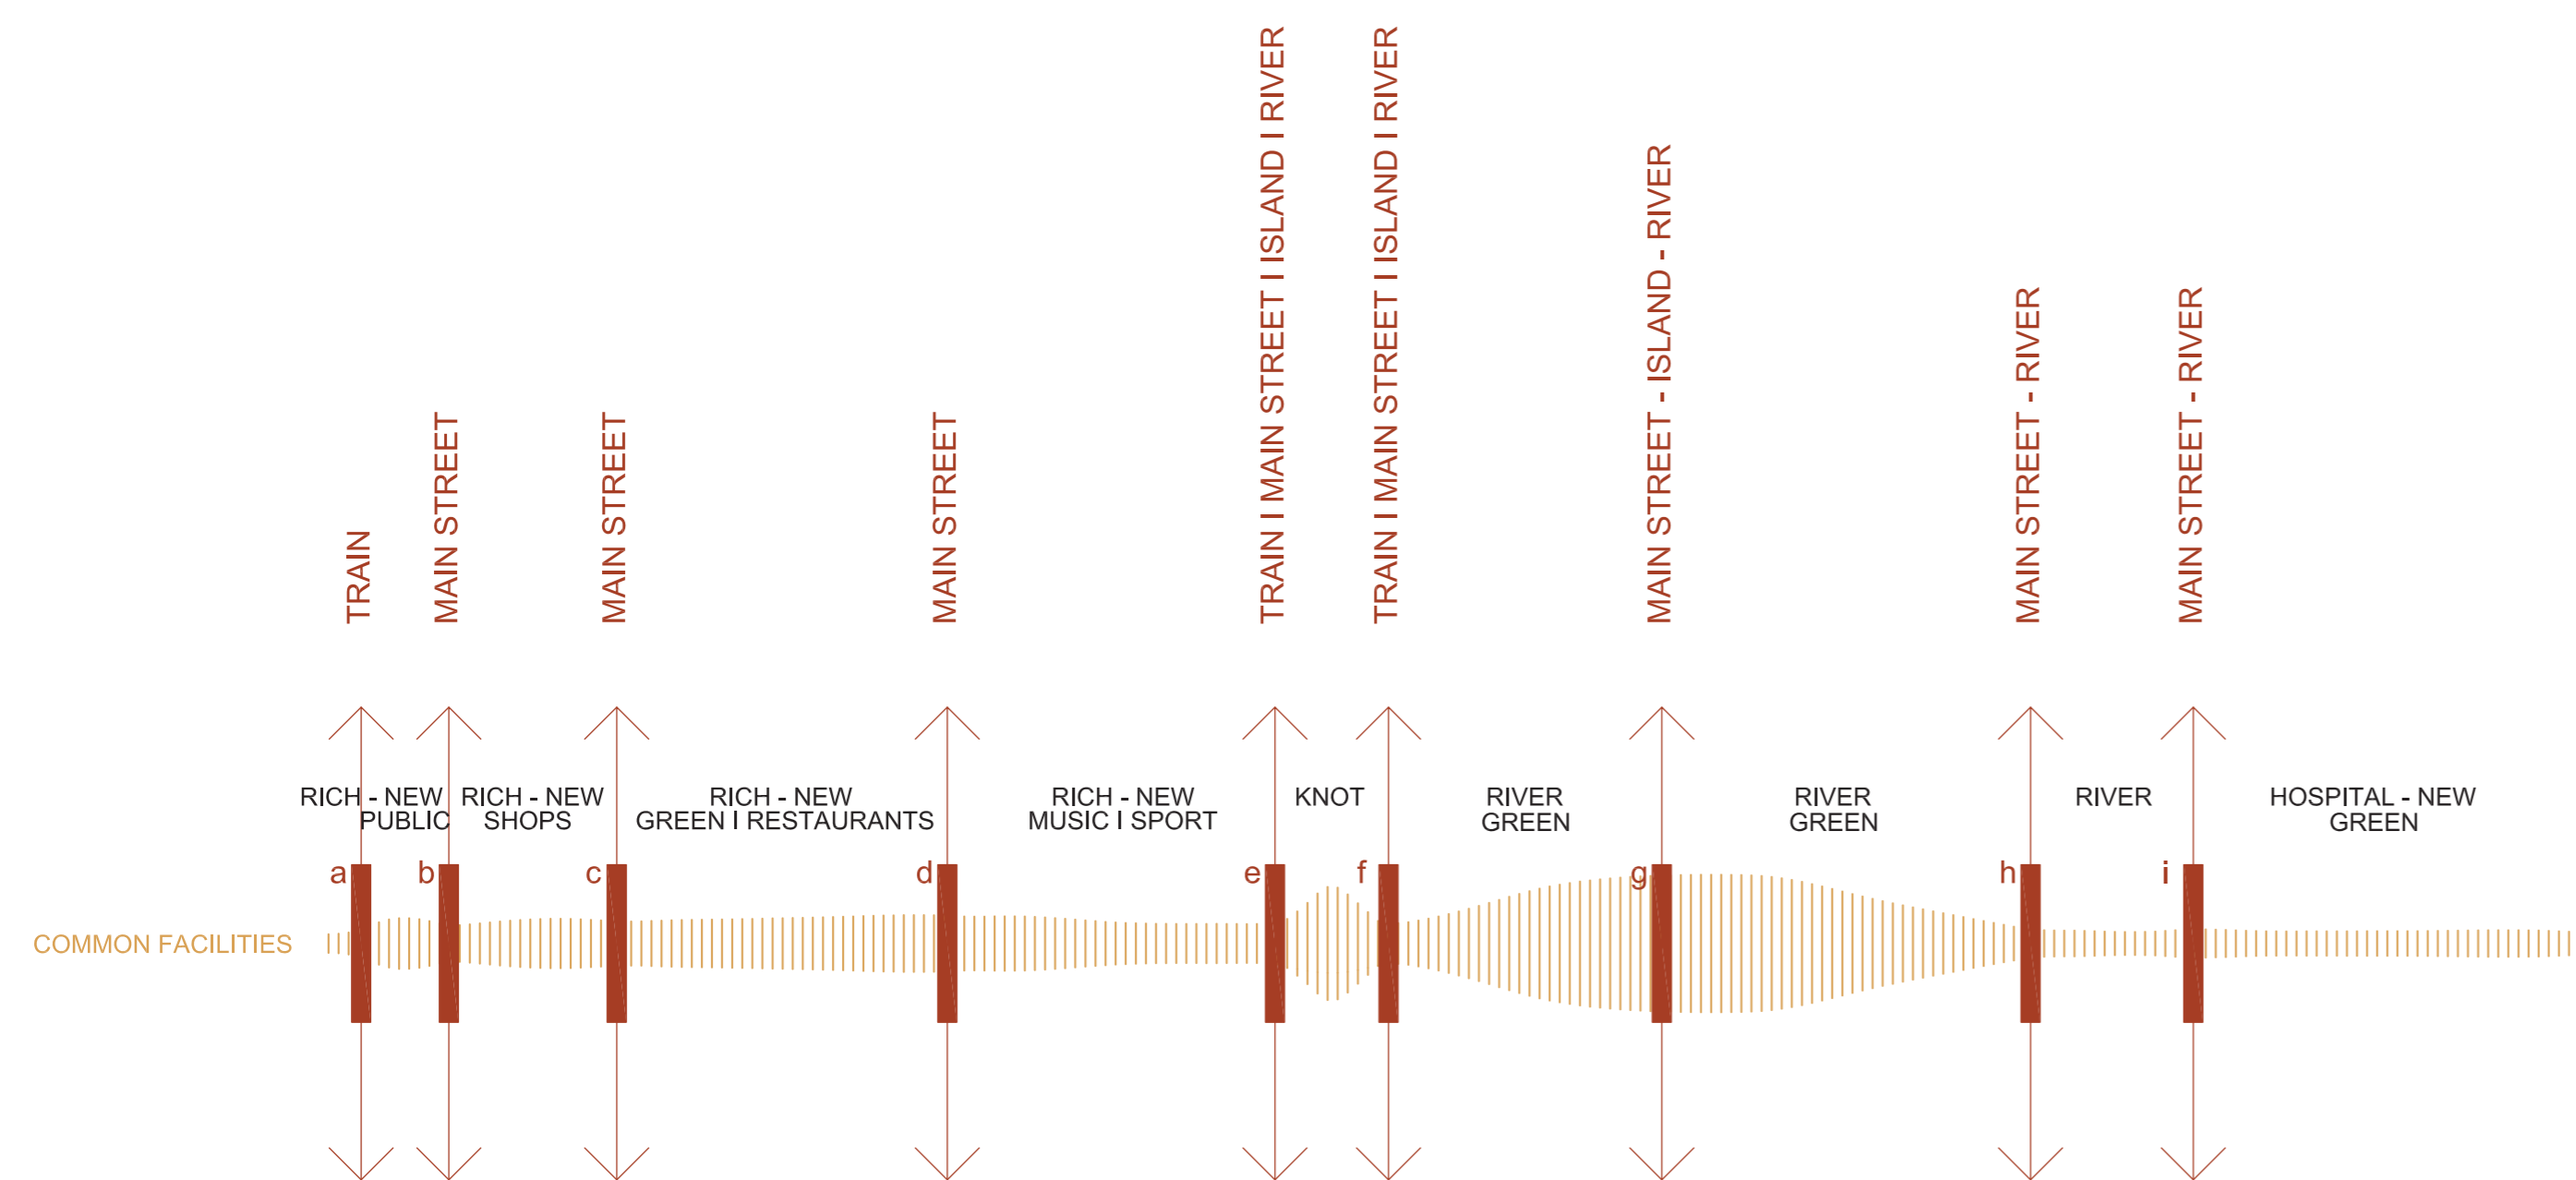 TRAIN
MAIN STREET
MAIN STREET
MAIN STREET
TRAIN I MAIN STREET I ISLAND I RIVER
TRAIN I MAIN STREET I ISLAND I RIVER
MAIN STREET - ISLAND - RIVER
MAIN STREET - RIVER
MAIN STREET - RIVER
RICH - NEW
PUBLIC
RICH - NEW
SHOPS
RICH - NEW
GREEN I RESTAURANTS
RICH - NEW
MUSIC I SPORT
KNOT
RIVER
GREEN
RIVER
GREEN
RIVER
HOSPITAL - NEW
GREEN
a
b
c
d
e
f
g
h
i
COMMON FACILITIES